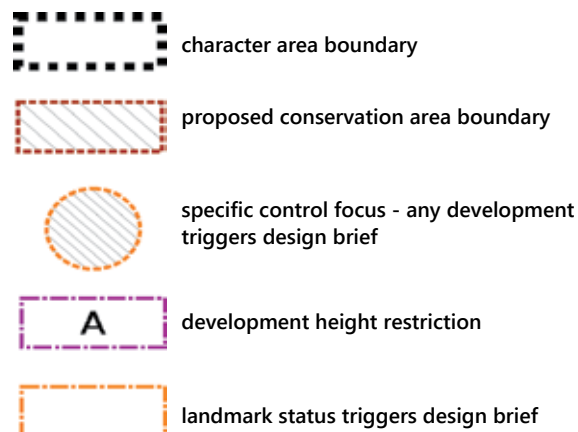 character area boundary
proposed conservation area boundary
specific control focus - any development
triggers design brief
A
development height restriction
landmark status triggers design brief